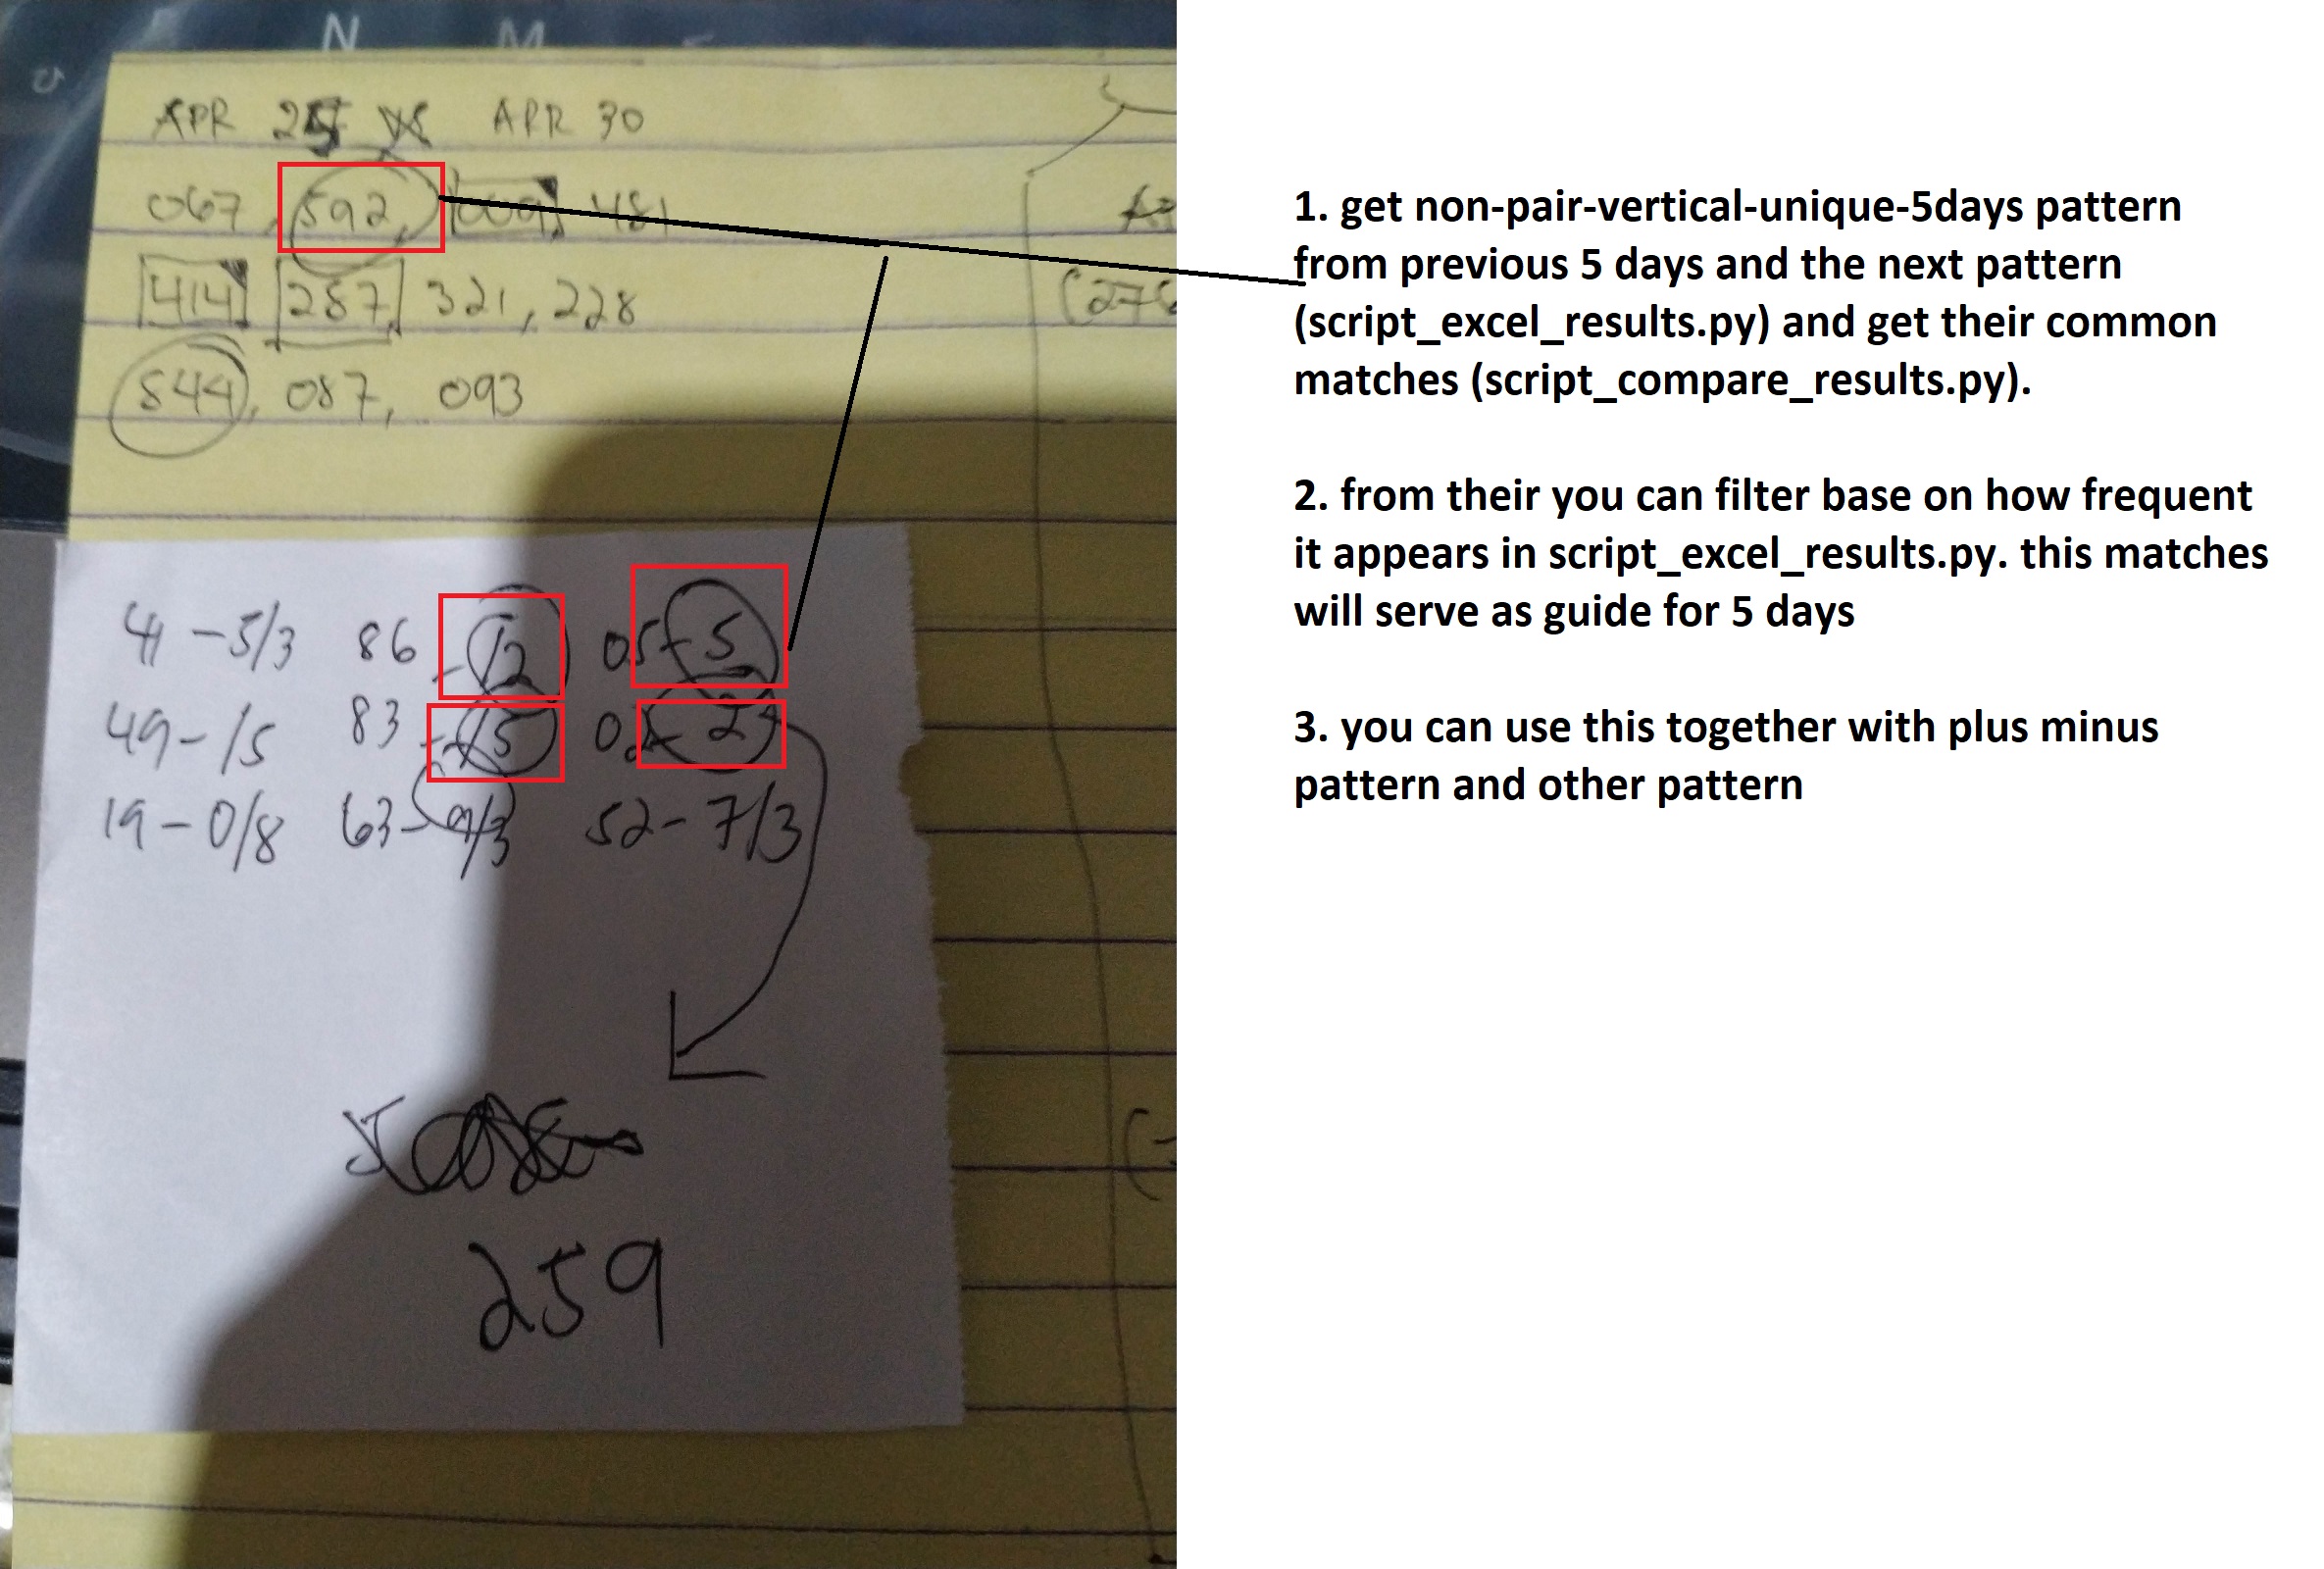 N M
APR 25 VS APR 30
067, 592, 009, 481
414, 287, 321, 228
844, 087, 093
41 - 5/3 86 - 12 05 - 5
49 - /5 83 - /5 02 - 2
19 - 0/8 63 - 9/3 52 - 7/3
259
1. get non-pair-vertical-unique-5days pattern
from previous 5 days and the next pattern
(script_excel_results.py) and get their common
matches (script_compare_results.py).
2. from their you can filter base on how frequent
it appears in script_excel_results.py. this matches
will serve as guide for 5 days
3. you can use this together with plus minus
pattern and other pattern